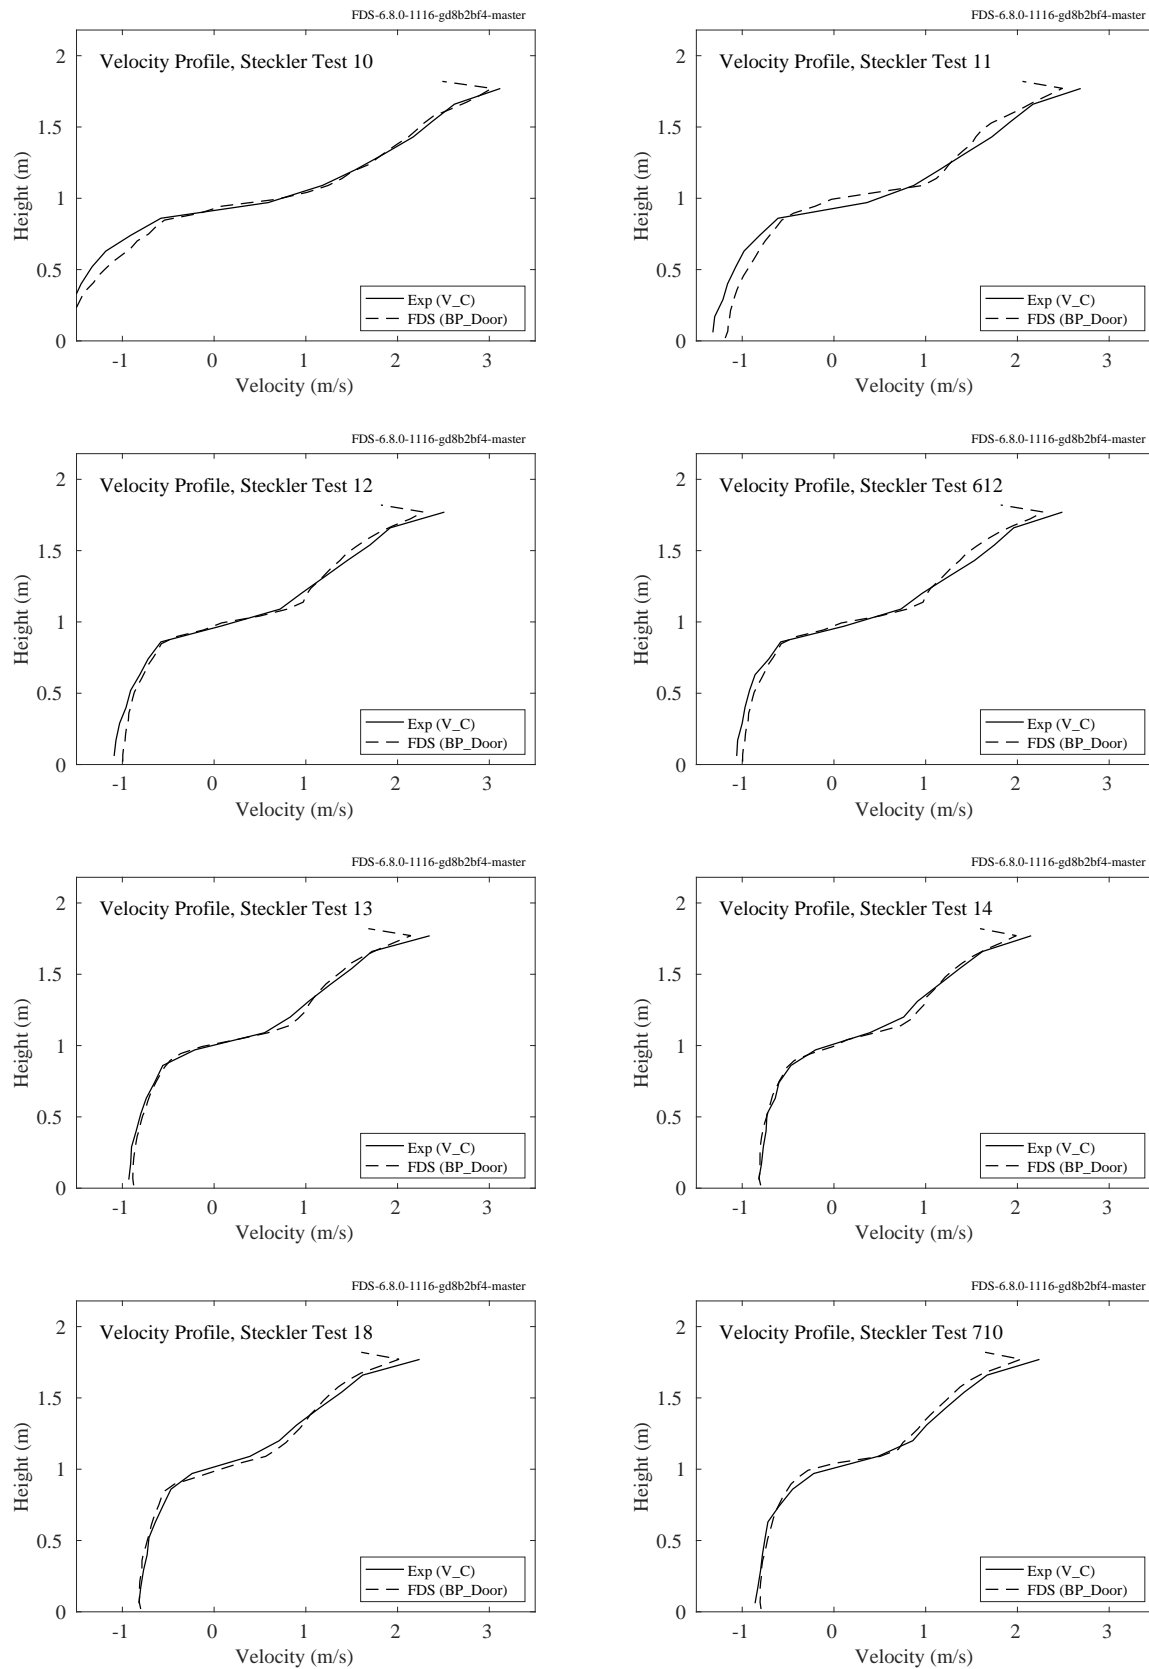 FDS-6.8.0-1116-gd8b2bf4-master
Velocity Profile, Steckler Test 10
Height (m)
2
1.5
1
0.5
0
Exp (V_C)
FDS (BP_Door)
-1 0 1 2 3
Velocity (m/s)
FDS-6.8.0-1116-gd8b2bf4-master
Velocity Profile, Steckler Test 11
Height (m)
2
1.5
1
0.5
0
Exp (V_C)
FDS (BP_Door)
-1 0 1 2 3
Velocity (m/s)
FDS-6.8.0-1116-gd8b2bf4-master
Velocity Profile, Steckler Test 12
Height (m)
2
1.5
1
0.5
0
Exp (V_C)
FDS (BP_Door)
-1 0 1 2 3
Velocity (m/s)
FDS-6.8.0-1116-gd8b2bf4-master
Velocity Profile, Steckler Test 612
Height (m)
2
1.5
1
0.5
0
Exp (V_C)
FDS (BP_Door)
-1 0 1 2 3
Velocity (m/s)
FDS-6.8.0-1116-gd8b2bf4-master
Velocity Profile, Steckler Test 13
Height (m)
2
1.5
1
0.5
0
Exp (V_C)
FDS (BP_Door)
-1 0 1 2 3
Velocity (m/s)
FDS-6.8.0-1116-gd8b2bf4-master
Velocity Profile, Steckler Test 14
Height (m)
2
1.5
1
0.5
0
Exp (V_C)
FDS (BP_Door)
-1 0 1 2 3
Velocity (m/s)
FDS-6.8.0-1116-gd8b2bf4-master
Velocity Profile, Steckler Test 18
Height (m)
2
1.5
1
0.5
0
Exp (V_C)
FDS (BP_Door)
-1 0 1 2 3
Velocity (m/s)
FDS-6.8.0-1116-gd8b2bf4-master
Velocity Profile, Steckler Test 710
Height (m)
2
1.5
1
0.5
0
Exp (V_C)
FDS (BP_Door)
-1 0 1 2 3
Velocity (m/s)